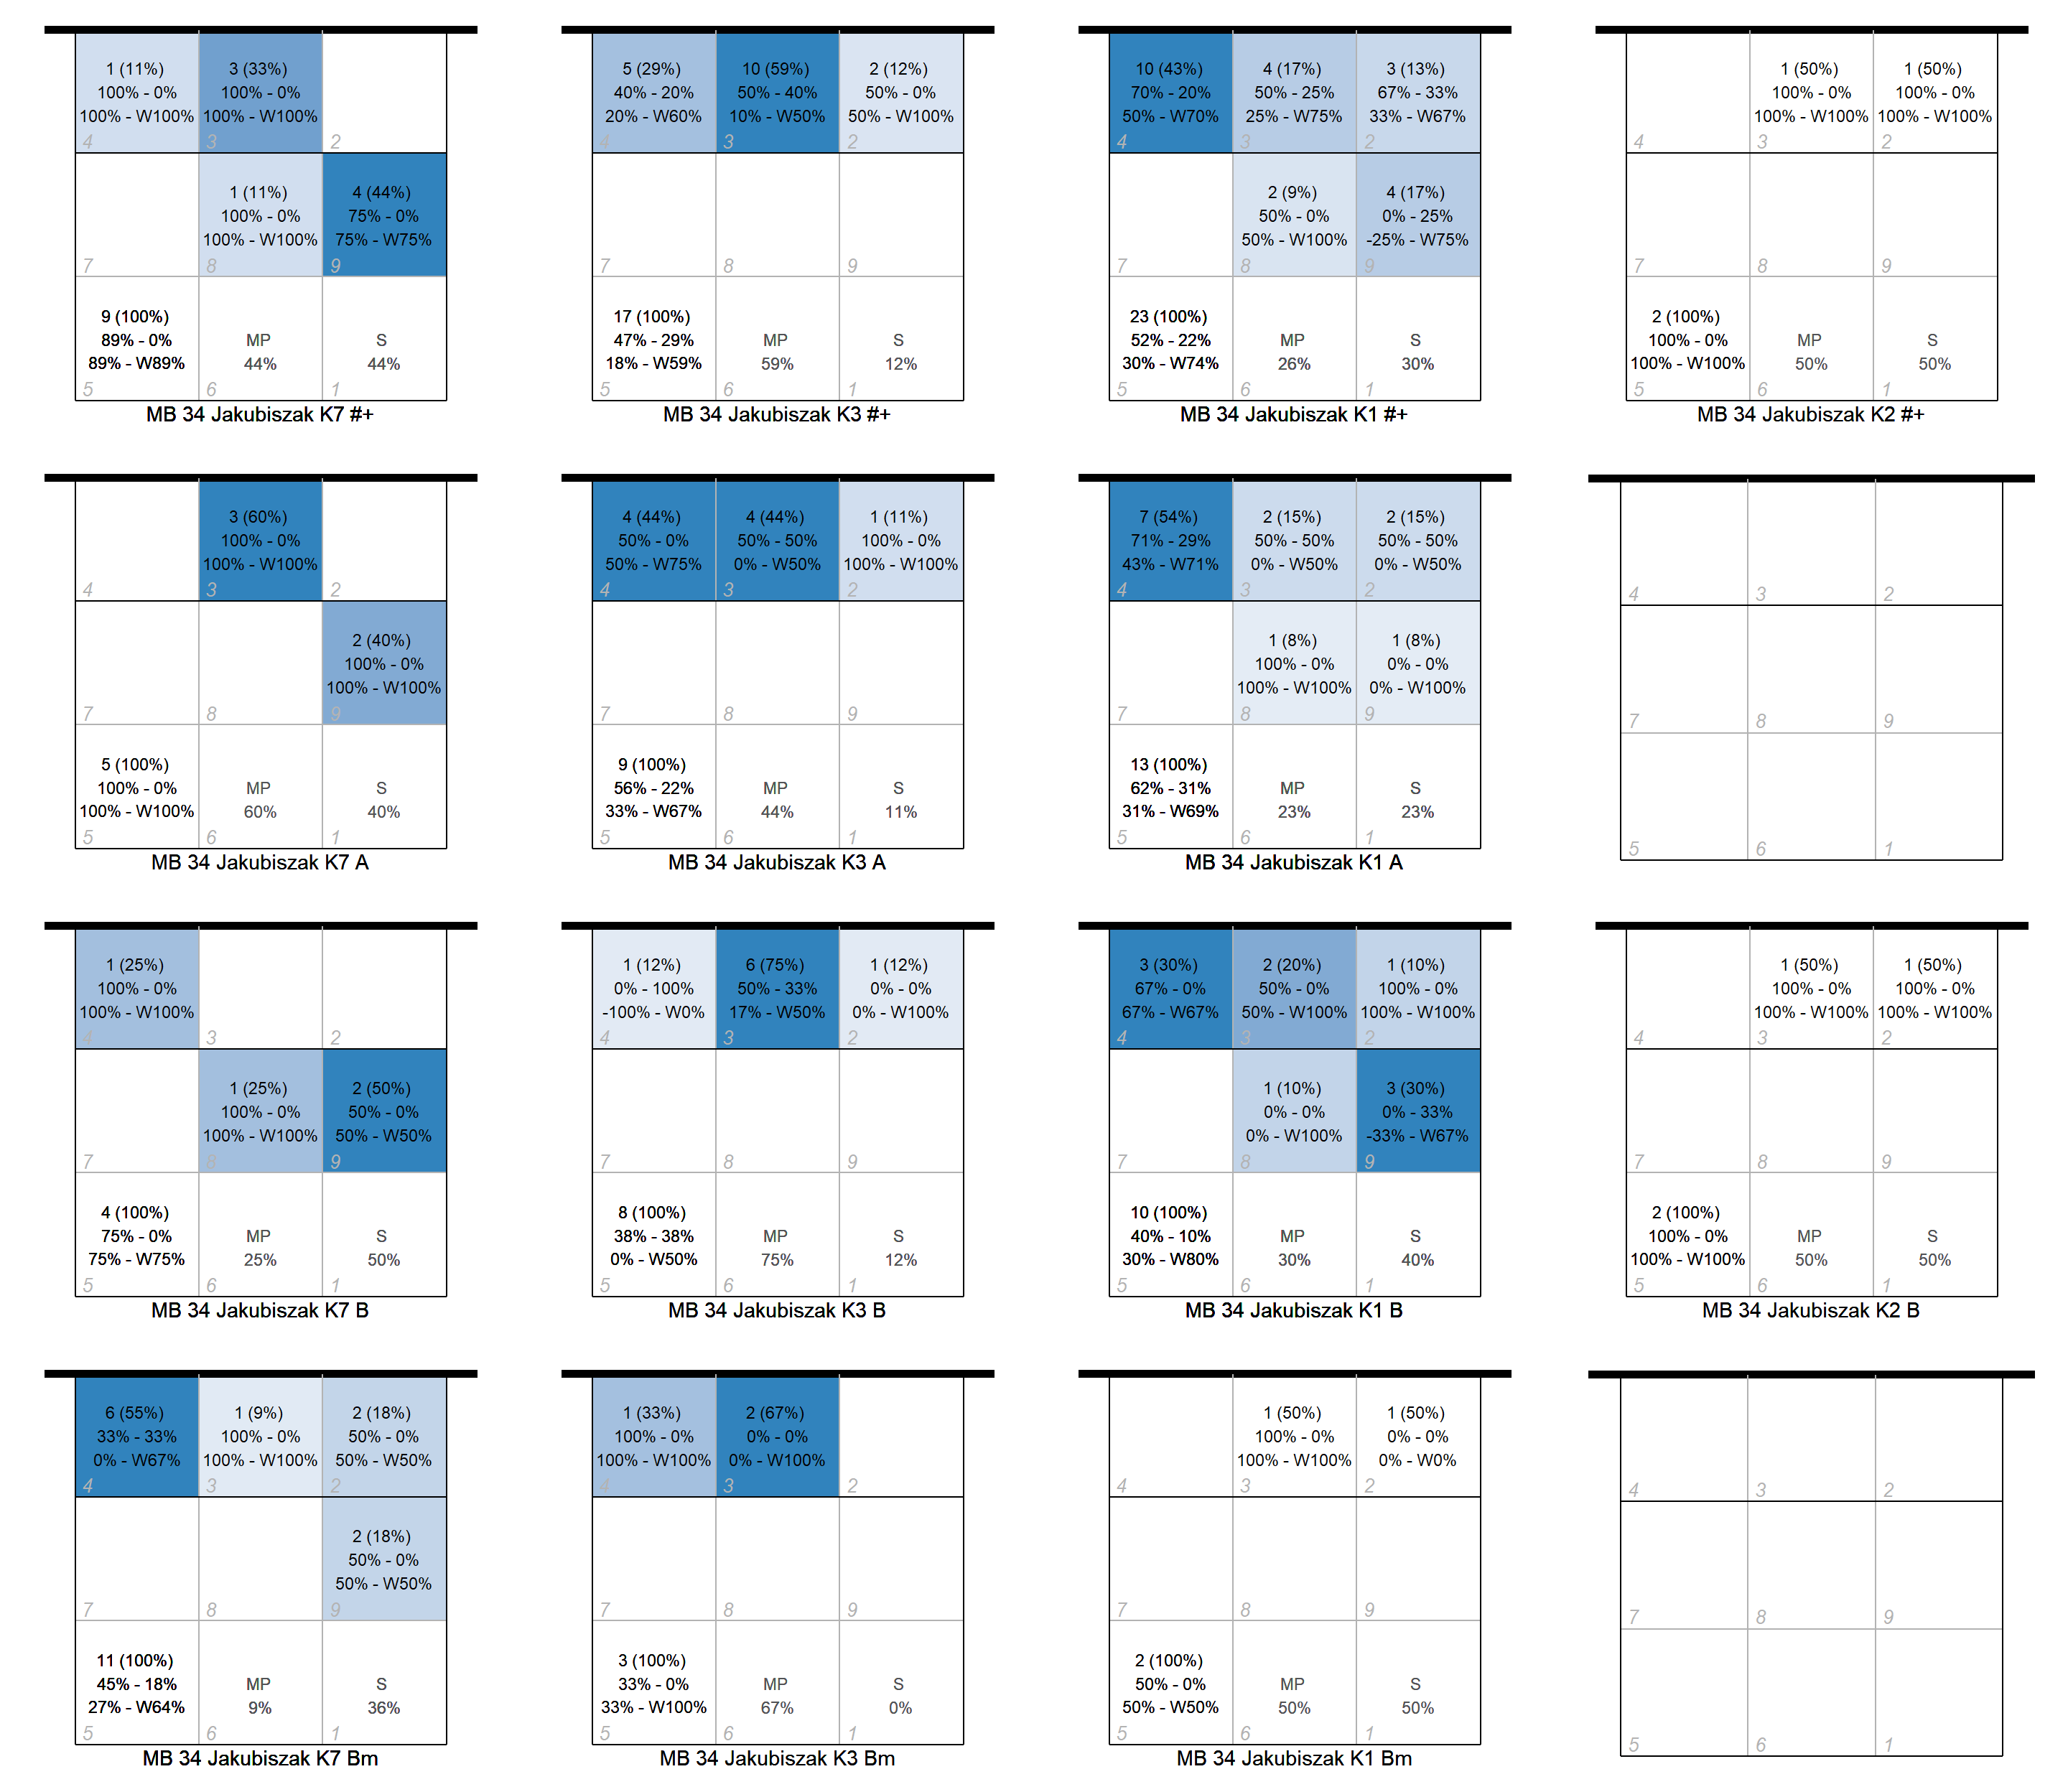 1 (11%)
100% - 0%
100% - W100%
4
3 (33%)
100% - 0%
100% - W100%
3
2
7
1 (11%)
100% - 0%
100% - W100%
8
4 (44%)
75% - 0%
75% - W75%
9
9 (100%)
89% - 0%
89% - W89%
5
MP
44%
6
S
44%
1
MB 34 Jakubiszak K7 #+
5 (29%)
40% - 20%
20% - W60%
4
10 (59%)
50% - 40%
10% - W50%
3
2 (12%)
50% - 0%
50% - W100%
2
7
8
9
17 (100%)
47% - 29%
18% - W59%
5
MP
59%
6
S
12%
1
MB 34 Jakubiszak K3 #+
10 (43%)
70% - 20%
50% - W70%
4
4 (17%)
50% - 25%
25% - W75%
3
3 (13%)
67% - 33%
33% - W67%
2
7
2 (9%)
50% - 0%
50% - W100%
8
4 (17%)
0% - 25%
-25% - W75%
9
23 (100%)
52% - 22%
30% - W74%
5
MP
26%
6
S
30%
1
MB 34 Jakubiszak K1 #+
4
1 (50%)
100% - 0%
100% - W100%
3
1 (50%)
100% - 0%
100% - W100%
2
7
8
9
2 (100%)
100% - 0%
100% - W100%
5
MP
50%
6
S
50%
1
MB 34 Jakubiszak K2 #+
4
3 (60%)
100% - 0%
100% - W100%
3
2
7
8
2 (40%)
100% - 0%
100% - W100%
9
5 (100%)
100% - 0%
100% - W100%
5
MP
60%
6
S
40%
1
MB 34 Jakubiszak K7 A
4 (44%)
50% - 0%
50% - W75%
4
4 (44%)
50% - 50%
0% - W50%
3
1 (11%)
100% - 0%
100% - W100%
2
7
8
9
9 (100%)
56% - 22%
33% - W67%
5
MP
44%
6
S
11%
1
MB 34 Jakubiszak K3 A
7 (54%)
71% - 29%
43% - W71%
4
2 (15%)
50% - 50%
0% - W50%
3
2 (15%)
50% - 50%
0% - W50%
2
7
1 (8%)
100% - 0%
100% - W100%
8
1 (8%)
0% - 0%
0% - W100%
9
13 (100%)
62% - 31%
31% - W69%
5
MP
23%
6
S
23%
1
MB 34 Jakubiszak K1 A
4
3
2
7
8
9
5
6
1
1 (25%)
100% - 0%
100% - W100%
4
3
2
7
1 (25%)
100% - 0%
100% - W100%
8
2 (50%)
50% - 0%
50% - W50%
9
4 (100%)
75% - 0%
75% - W75%
5
MP
25%
6
S
50%
1
MB 34 Jakubiszak K7 B
1 (12%)
0% - 100%
-100% - W0%
4
6 (75%)
50% - 33%
17% - W50%
3
1 (12%)
0% - 0%
0% - W100%
2
7
8
9
8 (100%)
38% - 38%
0% - W50%
5
MP
75%
6
S
12%
1
MB 34 Jakubiszak K3 B
3 (30%)
67% - 0%
67% - W67%
4
2 (20%)
50% - 0%
50% - W100%
3
1 (10%)
100% - 0%
100% - W100%
2
7
1 (10%)
0% - 0%
0% - W100%
8
3 (30%)
0% - 33%
-33% - W67%
9
10 (100%)
40% - 10%
30% - W80%
5
MP
30%
6
S
40%
1
MB 34 Jakubiszak K1 B
4
1 (50%)
100% - 0%
100% - W100%
3
1 (50%)
100% - 0%
100% - W100%
2
7
8
9
2 (100%)
100% - 0%
100% - W100%
5
MP
50%
6
S
50%
1
MB 34 Jakubiszak K2 B
6 (55%)
33% - 33%
0% - W67%
4
1 (9%)
100% - 0%
100% - W100%
3
2 (18%)
50% - 0%
50% - W50%
2
7
8
2 (18%)
50% - 0%
50% - W50%
9
11 (100%)
45% - 18%
27% - W64%
5
MP
9%
6
S
36%
1
MB 34 Jakubiszak K7 Bm
1 (33%)
100% - 0%
100% - W100%
4
2 (67%)
0% - 0%
0% - W100%
3
2
7
8
9
3 (100%)
33% - 0%
33% - W100%
5
MP
67%
6
S
0%
1
MB 34 Jakubiszak K3 Bm
4
1 (50%)
100% - 0%
100% - W100%
3
1 (50%)
0% - 0%
0% - W0%
2
7
8
9
2 (100%)
50% - 0%
50% - W50%
5
MP
50%
6
S
50%
1
MB 34 Jakubiszak K1 Bm
4
3
2
7
8
9
5
6
1